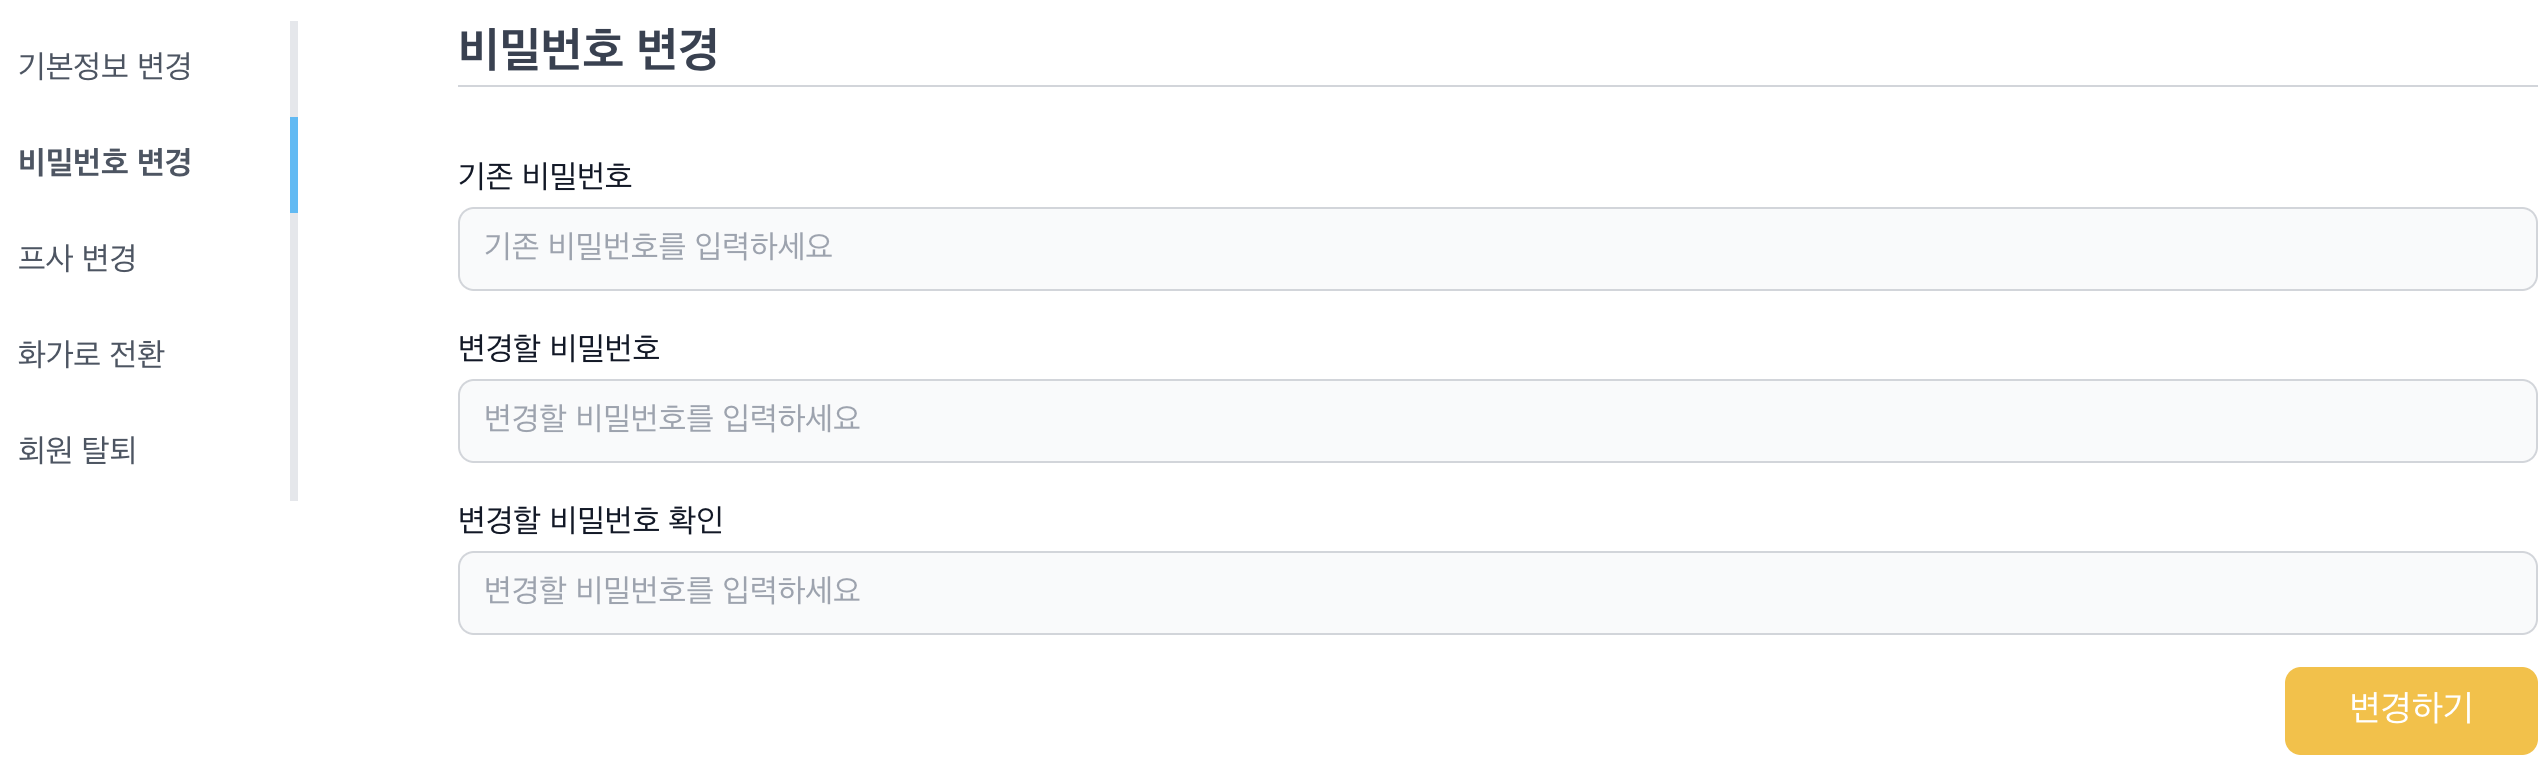 기본정보 변경
비밀번호 변경
프사 변경
화가로 전환
회원 탈퇴
비밀번호 변경
기존 비밀번호
기존 비밀번호를 입력하세요
변경할 비밀번호
변경할 비밀번호를 입력하세요
변경할 비밀번호 확인
변경할 비밀번호를 입력하세요
변경하기